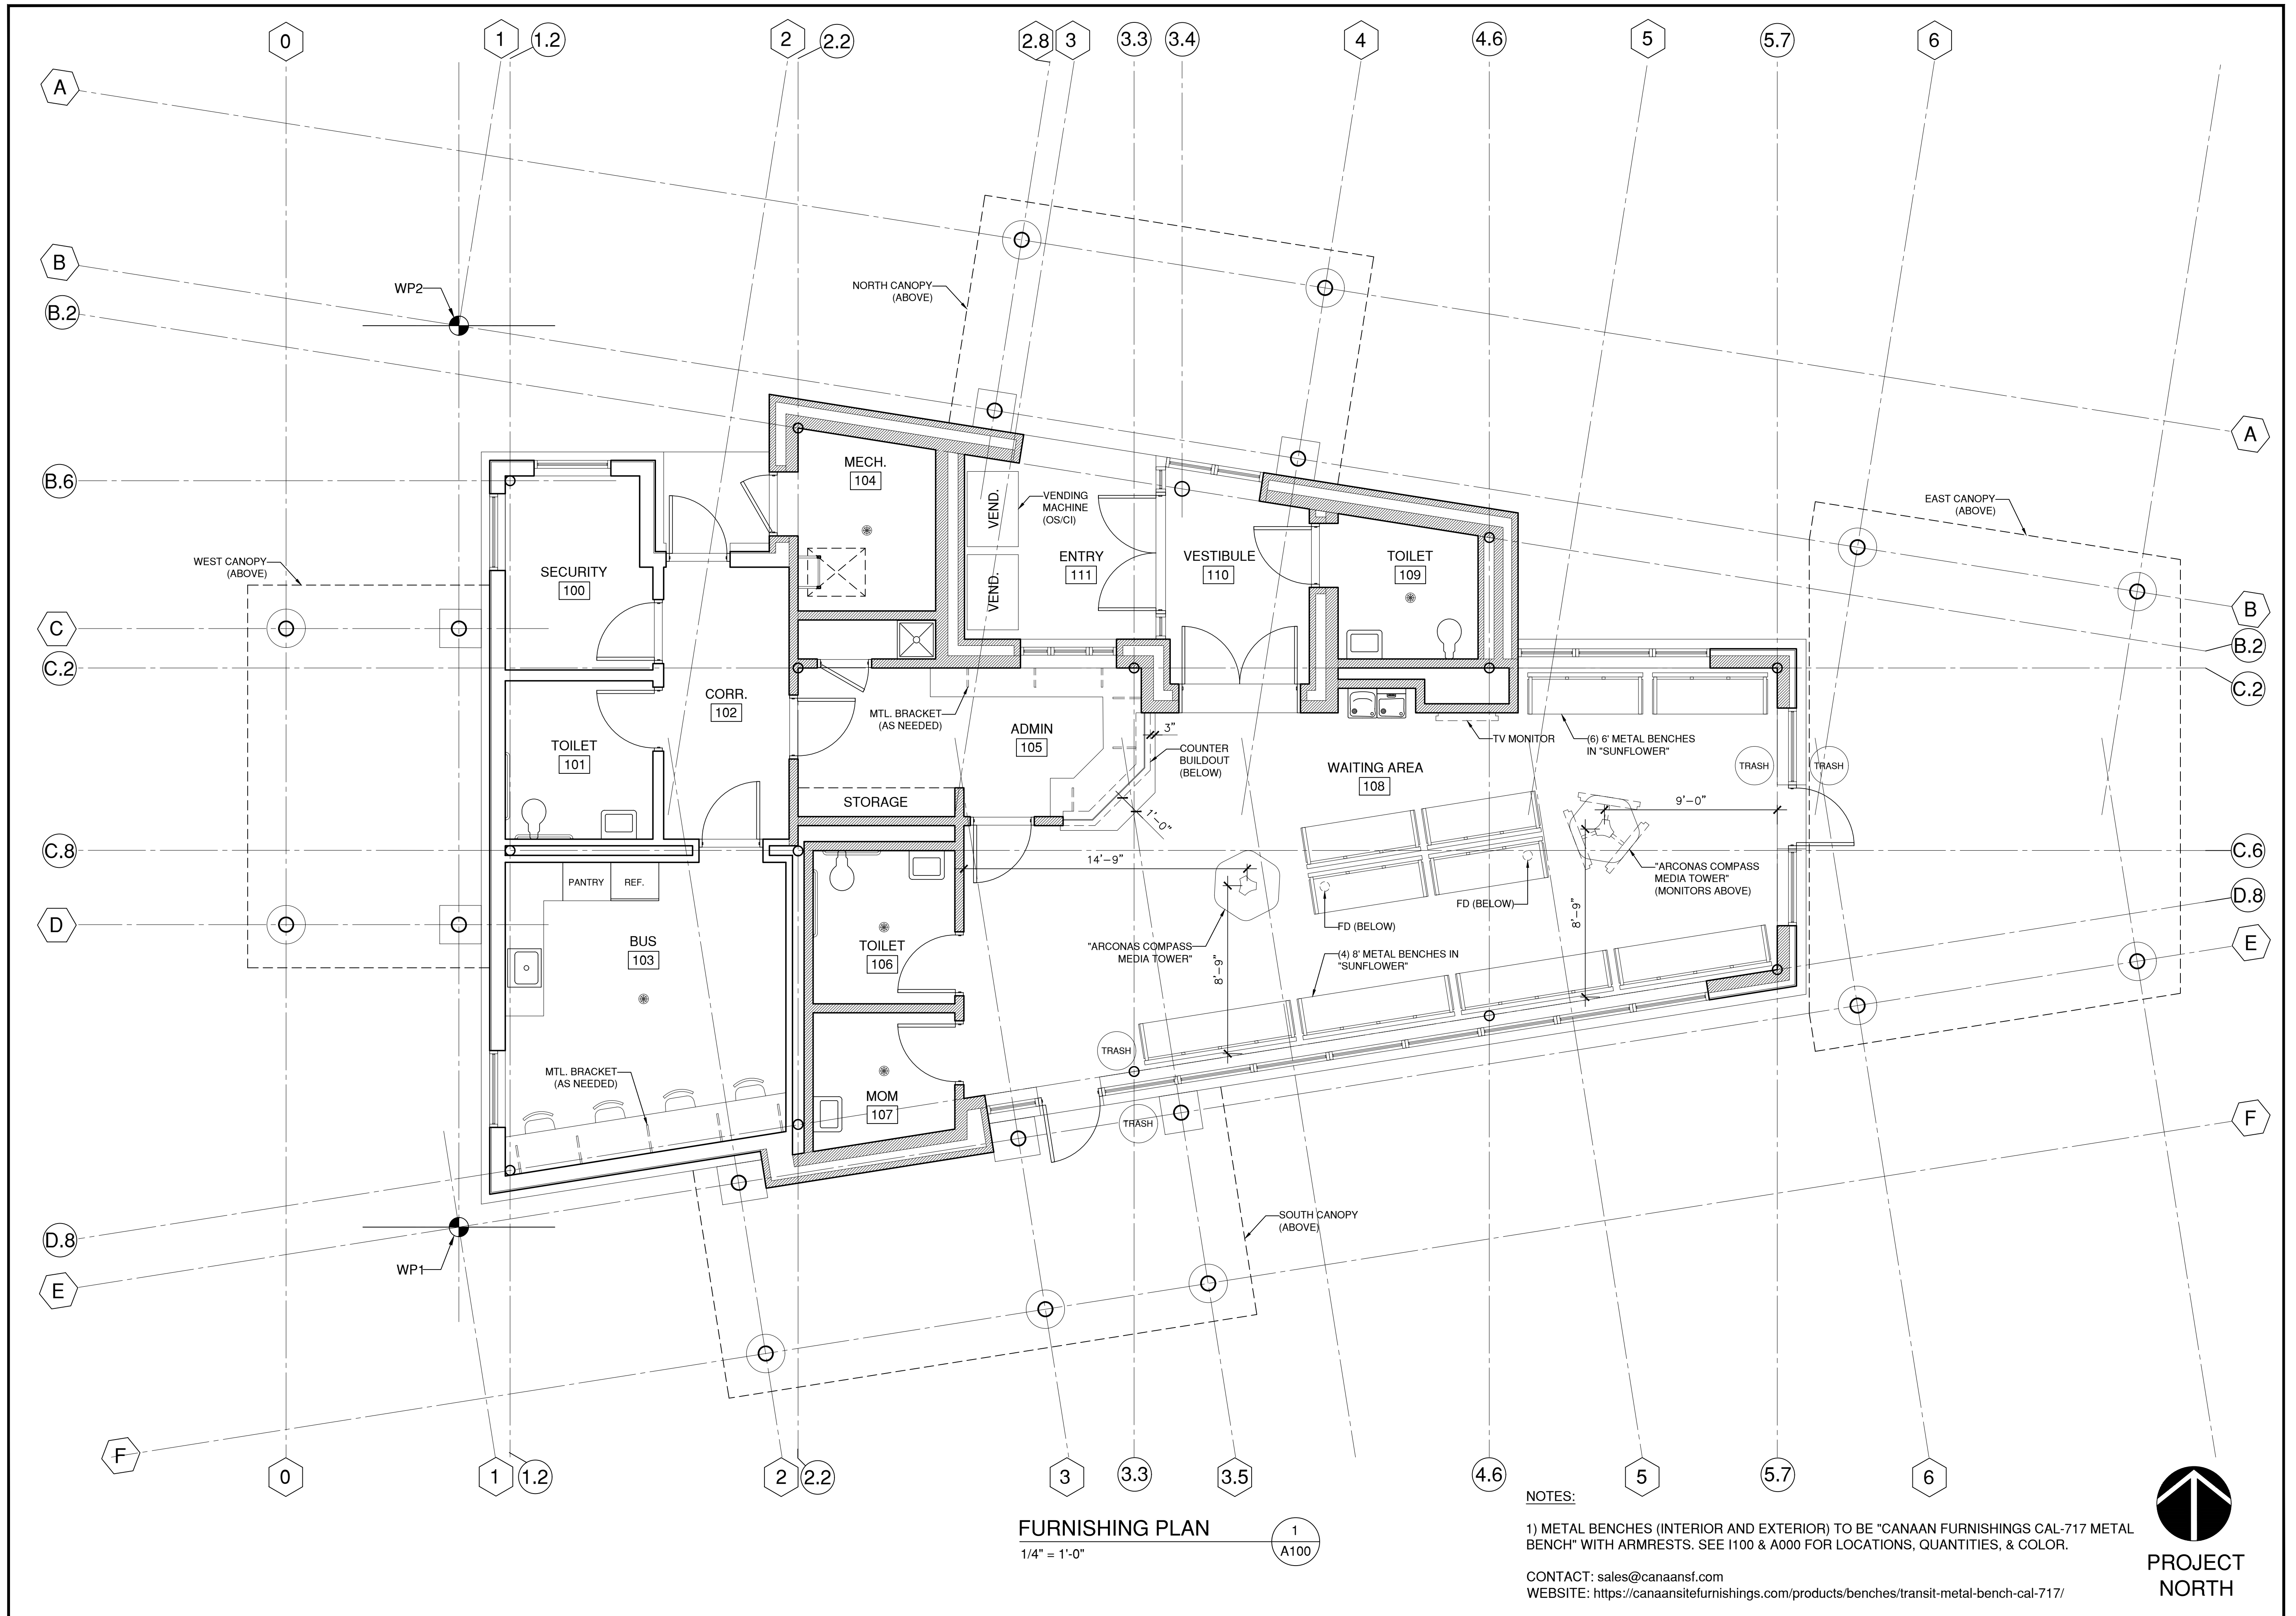 0
1
1.2
2
2.2
2.8
3
3.3
3.4
4
4.6
5
5.7
6
A
B
B.2
B.6
C
C.2
C.8
D
D.8
E
F
A
B
B.2
C.2
C.6
D.8
E
F
WP2
NORTH CANOPY
(ABOVE)
EAST CANOPY
(ABOVE)
WEST CANOPY
(ABOVE)
MECH.
104
VEND.
VEND.
VENDING
MACHINE
(OS/CI)
ENTRY
111
VESTIBULE
110
TOILET
109
SECURITY
100
CORR.
102
TOILET
101
MTL. BRACKET
(AS NEEDED)
ADMIN
105
3"
COUNTER
BUILDOUT
(BELOW)
1'-0"
STORAGE
TV MONITOR
(6) 6' METAL BENCHES
IN "SUNFLOWER"
WAITING AREA
108
TRASH
TRASH
9'-0"
14'-9"
"ARCONAS COMPASS
MEDIA TOWER"
(MONITORS ABOVE)
PANTRY
REF.
FD (BELOW)
FD (BELOW)
8'-9"
BUS
103
TOILET
106
"ARCONAS COMPASS
MEDIA TOWER"
8'-9"
(4) 8' METAL BENCHES IN
"SUNFLOWER"
TRASH
MTL. BRACKET
(AS NEEDED)
MOM
107
TRASH
SOUTH CANOPY
(ABOVE)
WP1
0
1
1.2
2
2.2
3
3.3
3.5
4.6
5
5.7
6
FURNISHING PLAN
1/4" = 1'-0"
1
A100
NOTES:
1) METAL BENCHES (INTERIOR AND EXTERIOR) TO BE "CANAAN FURNISHINGS CAL-717 METAL
BENCH" WITH ARMRESTS. SEE I100 & A000 FOR LOCATIONS, QUANTITIES, & COLOR.
CONTACT: sales@canaansf.com
WEBSITE: https://canaansitefurnishings.com/products/benches/transit-metal-bench-cal-717/
PROJECT
NORTH